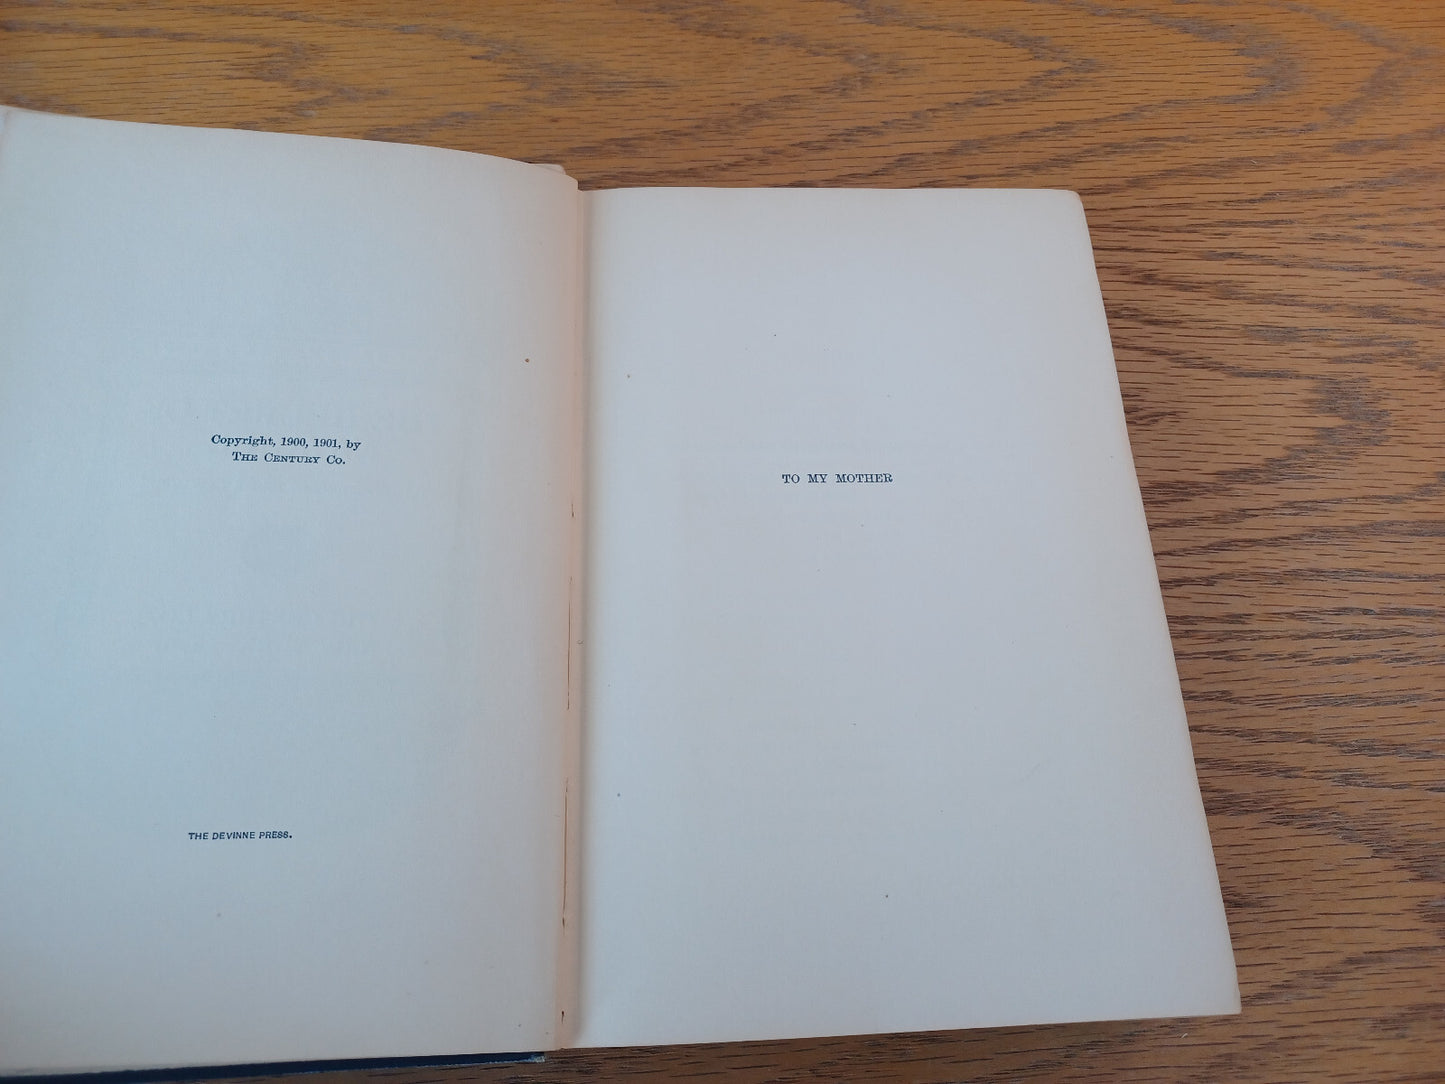 Copyright, 1900, 1901, by
THE CENTURY CO.
THE DEVINNE PRESS.
TO MY MOTHER